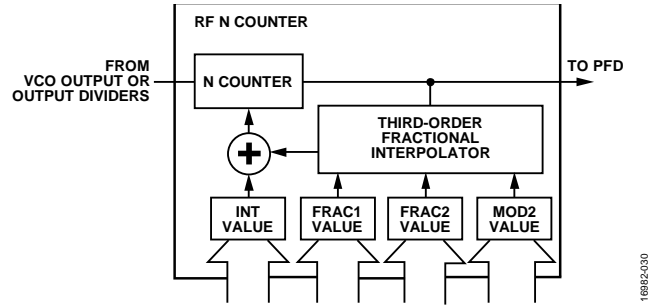 RF N COUNTER
FROM
VCO OUTPUT OR
OUTPUT DIVIDERS
N COUNTER
TO PFD
THIRD-ORDER
FRACTIONAL
INTERPOLATOR
+
INT
VALUE
FRAC1
VALUE
FRAC2
VALUE
MOD2
VALUE
16982-030